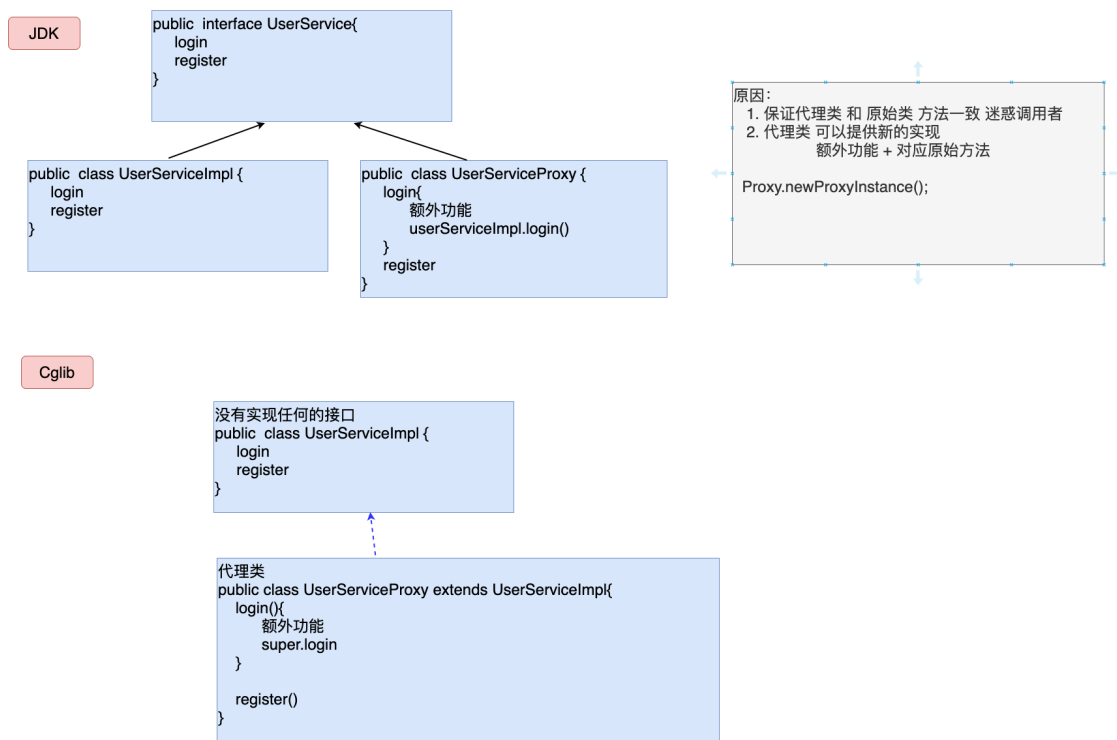 JDK
public  interface UserService{
login
register
}
public  class UserServiceImpl {
login
register
}
public  class UserServiceProxy {
login{
额外功能
userServiceImpl.login()
}
register
}
原因：
1. 保证代理类 和 原始类 方法一致 迷惑调用者
2. 代理类 可以提供新的实现
额外功能 + 对应原始方法
Proxy.newProxyInstance();
Cglib
没有实现任何的接口
public  class UserServiceImpl {
login
register
}
代理类
public class UserServiceProxy extends UserServiceImpl{
login(){
额外功能
super.login
}
register()
}